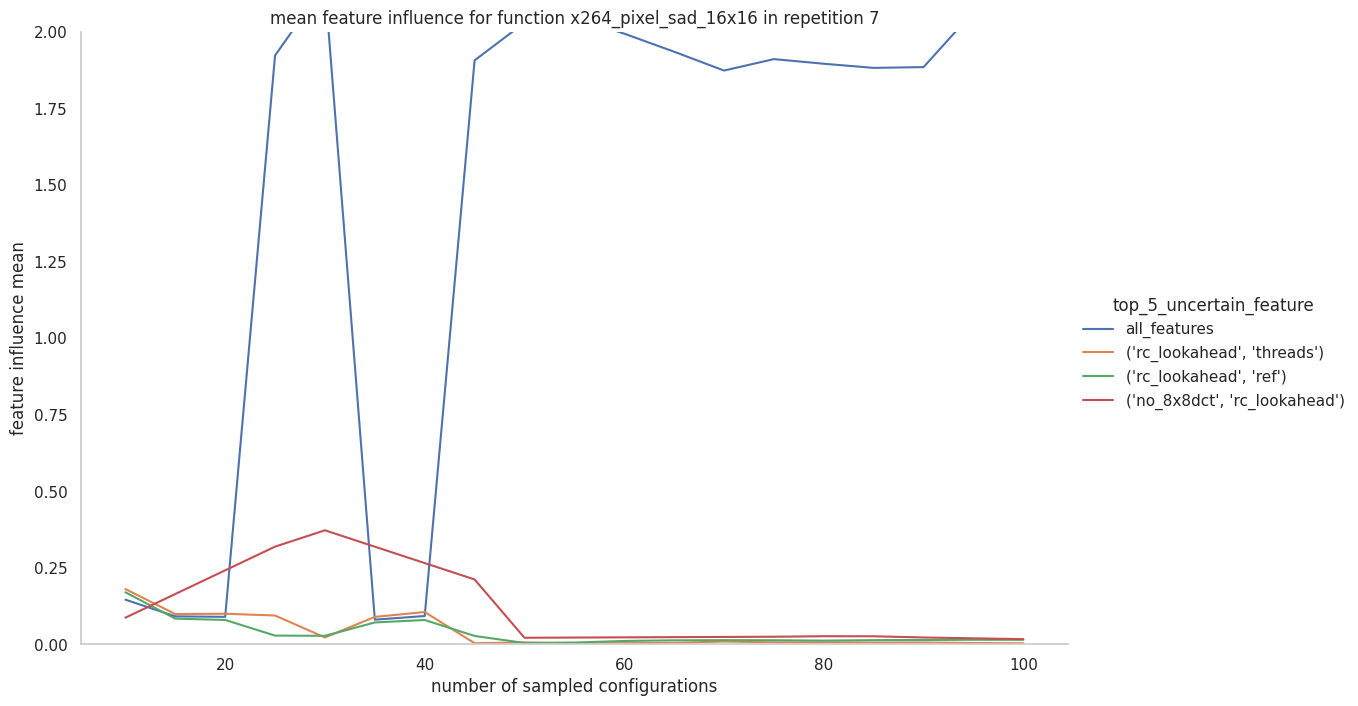 mean feature influence for function x264_pixel_sad_16x16 in repetition 7
2.00
1.75
1.50
1.25
1.00
0.75
0.50
0.25
0.00
feature influence mean
20
40
60
80
100
number of sampled configurations
top_5_uncertain_feature
all_features
('rc_lookahead', 'threads')
('rc_lookahead', 'ref')
('no_8x8dct', 'rc_lookahead')